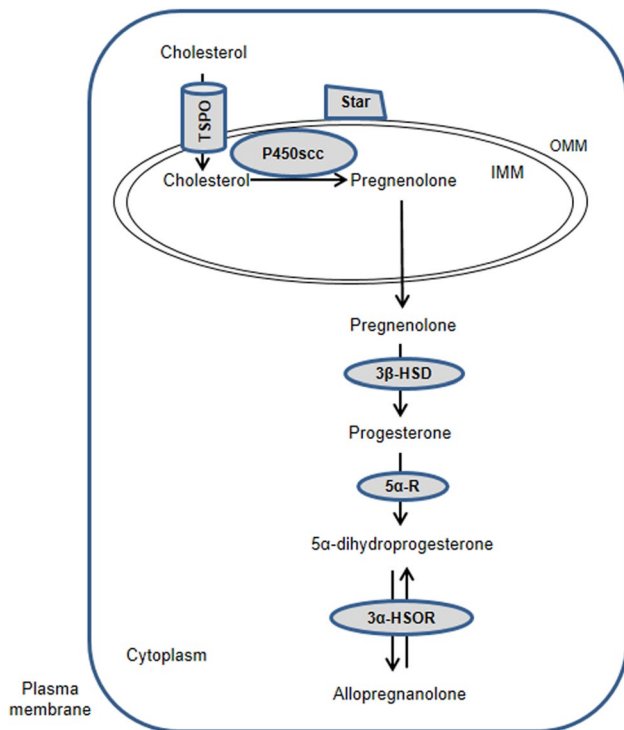 Cholesterol
Star
TSPO
P450scc
OMM
IMM
Cholesterol
Pregnenolone
Pregnenolone
3β-HSD
Progesterone
5α-R
5α-dihydroprogesterone
3α-HSOR
Cytoplasm
Plasma
membrane
Allopregnanolone